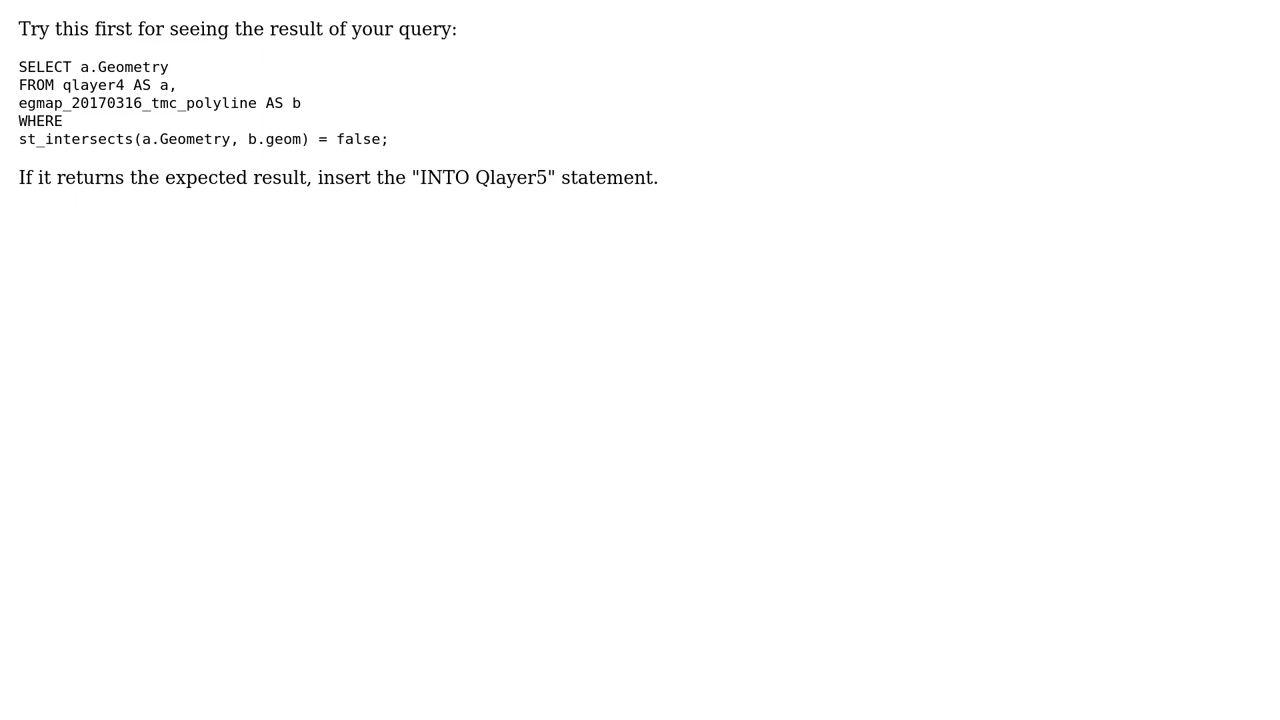 Try this first for seeing the result of your query:
SELECT a.Geometry
FROM qlayer4 AS a,
egmap_20170316_tmc_polyline AS b
WHERE
st_intersects(a.Geometry, b.geom) = false;
If it returns the expected result, insert the "INTO Qlayer5" statement.